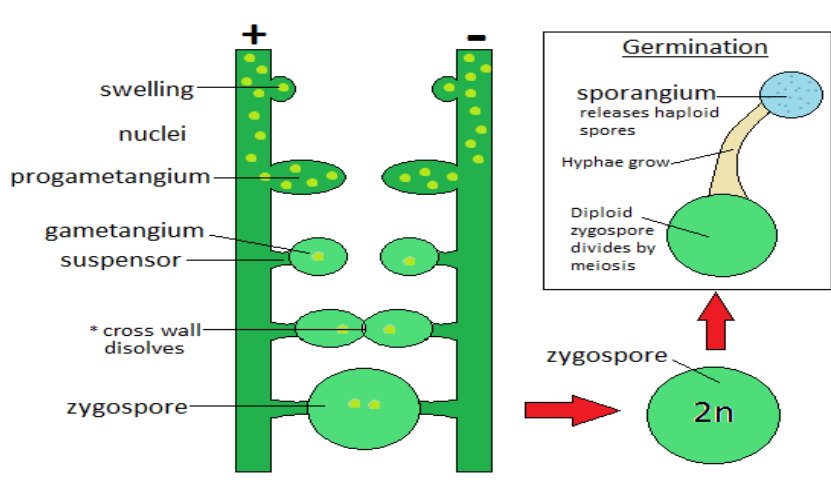 +
-
swelling
nuclei
progametangium
gametangium
suspensor
* cross wall
disolves
zygospore
Germination
sporangium
releases haploid
spores
Hyphae grow
Diploid
zygospore
divides by
meiosis
zygospore
2n